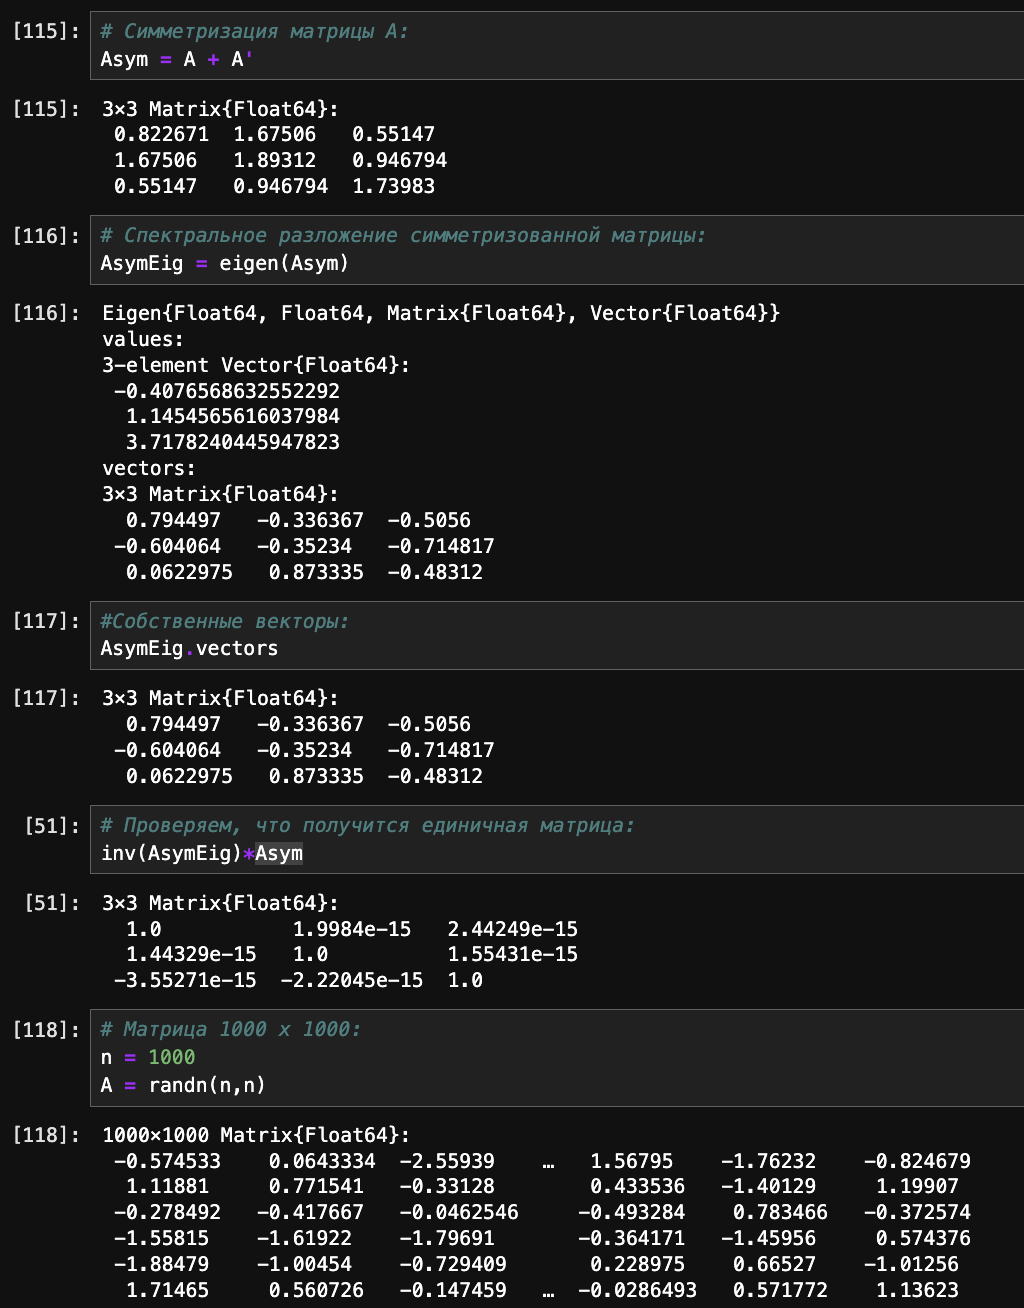 [115]: # Симметризация матрицы A:
Asym = A + A'
[115]: 3×3 Matrix{Float64}:
0.822671 1.67506 0.55147
1.67506 1.89312 0.946794
0.55147 0.946794 1.73983
[116]: # Спектральное разложение симметризованной матрицы:
AsymEig = eigen(Asym)
[116]: Eigen{Float64, Float64, Matrix{Float64}, Vector{Float64}}
values:
3-element Vector{Float64}:
-0.4076568632552292
1.1454565616037984
3.7178240445947823
vectors:
3×3 Matrix{Float64}:
0.794497 -0.336367 -0.5056
-0.604064 -0.35234 -0.714817
0.0622975 0.873335 -0.48312
[117]: #Собственные векторы:
AsymEig.vectors
[117]: 3×3 Matrix{Float64}:
0.794497 -0.336367 -0.5056
-0.604064 -0.35234 -0.714817
0.0622975 0.873335 -0.48312
[51]: # Проверяем, что получится единичная матрица:
inv(AsymEig)*Asym
[51]: 3×3 Matrix{Float64}:
1.0 1.9984e-15 2.44249e-15
1.44329e-15 1.0 1.55431e-15
-3.55271e-15 -2.22045e-15 1.0
[118]: # Матрица 1000 x 1000:
n = 1000
A = randn(n,n)
[118]: 1000×1000 Matrix{Float64}:
-0.574533 0.0643334 -2.55939 … 1.56795 -1.76232 -0.824679
1.11881 0.771541 -0.33128 0.433536 -1.40129 1.19907
-0.278492 -0.417667 -0.0462546 -0.493284 0.783466 -0.372574
-1.55815 -1.61922 -1.79691 -0.364171 -1.45956 0.574376
-1.88479 -1.00454 -0.729409 0.228975 0.66527 -1.01256
1.71465 0.560726 -0.147459 … -0.0286493 0.571772 1.13623